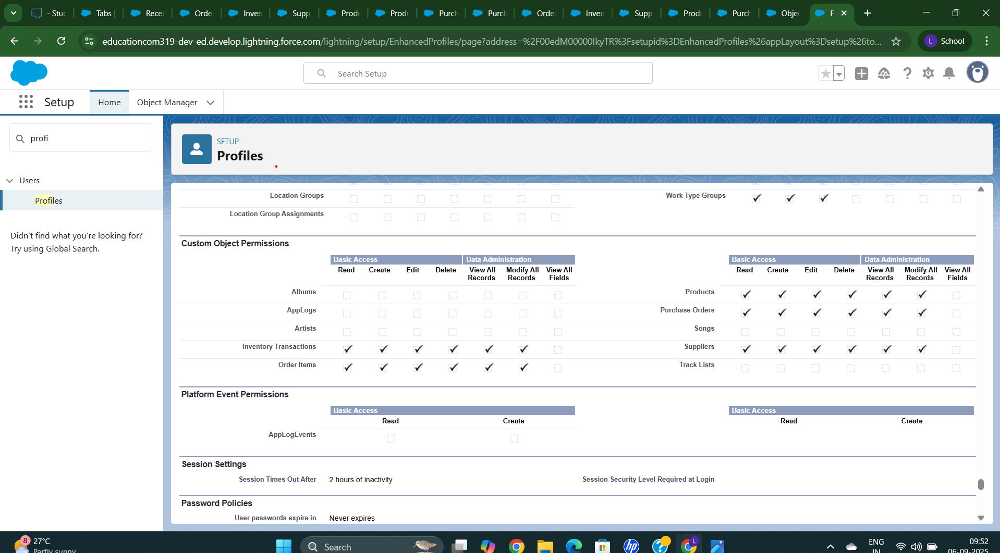 - Stu
Tabs
Recer
Orde
Inven
Supp
Produ
Produ
Purch
Purch
Orde
Inven
Supp
Produ
Purch
Objec
educationcom319-dev-ed.develop.lightning.force.com/lightning/setup/EnhancedProfiles/page?address=%2F00edM00000IkyTR%3Fsetupid%3DEnhancedProfiles%26appLayout%3Dsetup%26to...
L School
Search Setup
Setup
Home
Object Manager
profi
Users
Profiles
Didn't find what you're looking for?
Try using Global Search.
SETUP
Profiles
Location Groups
Work Type Groups
Location Group Assignments
Custom Object Permissions
Basic Access Data Administration Basic Access Data Administration
Read Create Edit Delete View All Records Modify All Records View All Fields Read Create Edit Delete View All Records Modify All Records View All Fields
Albums Products
AppLogs Purchase Orders
Artists Songs
Inventory Transactions Suppliers
Order Items Track Lists
Platform Event Permissions
Basic Access Basic Access
Read Create Read Create
AppLogEvents
Session Settings
Session Times Out After 2 hours of inactivity Session Security Level Required at Login
Password Policies
User passwords expire in Never expires
8
27°C
Partly sunny
Search
hp
L
ENG
IN
09:52
06-09-2025